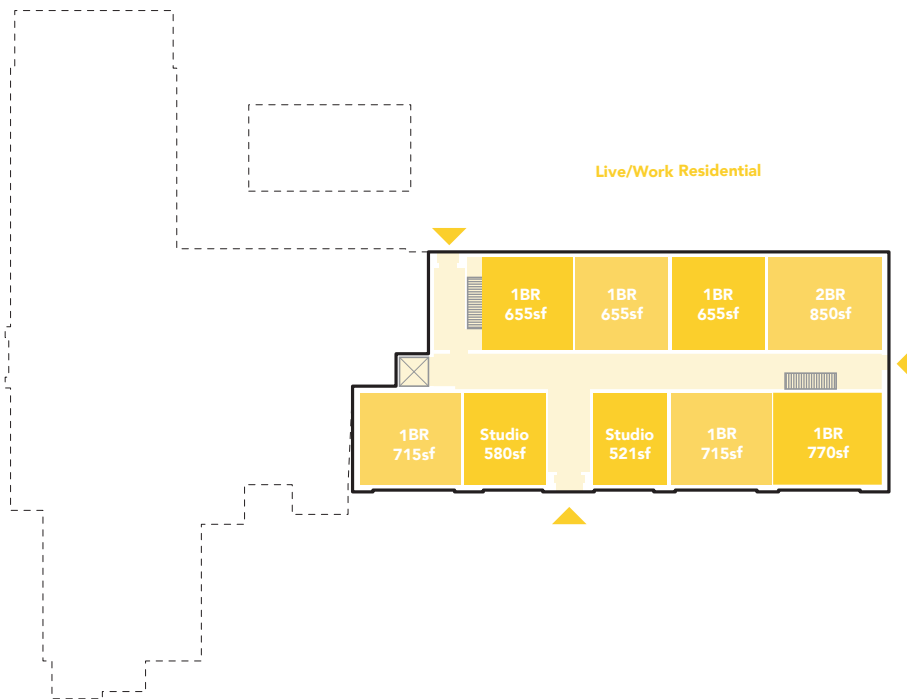 Live/Work Residential
1BR
655sf
1BR
655sf
1BR
655sf
2BR
850sf
1BR
715sf
Studio
580sf
Studio
521sf
1BR
715sf
1BR
770sf